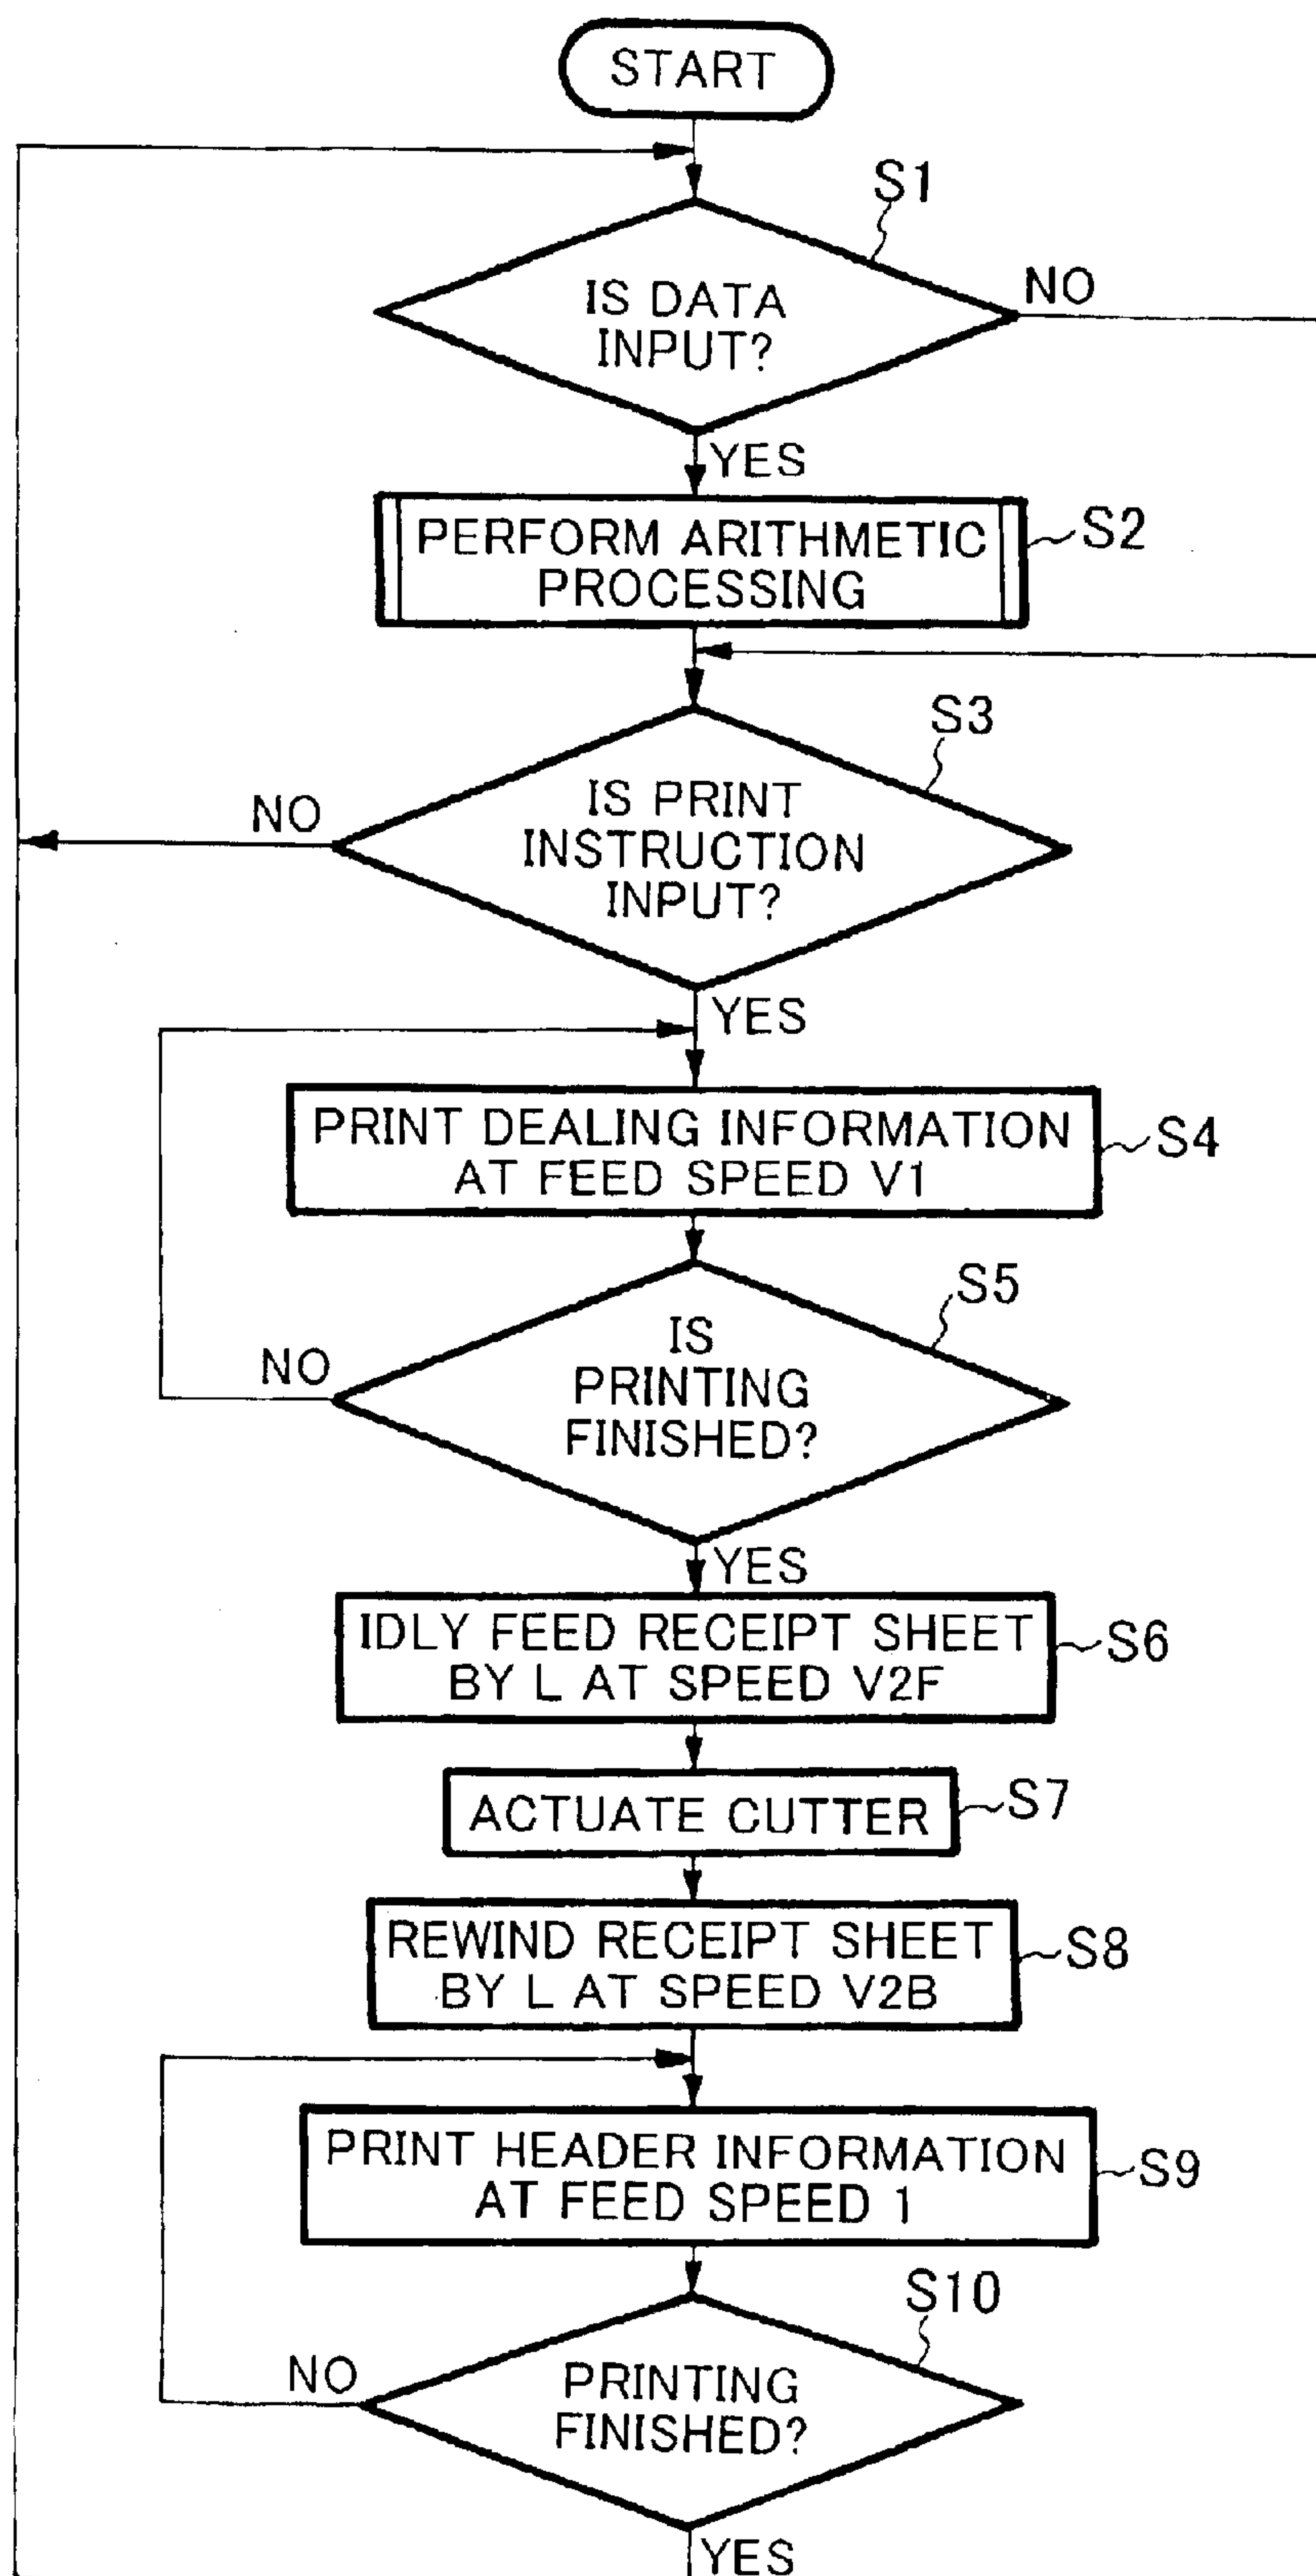 START
S1
IS DATA
INPUT?
NO
YES
PERFORM ARITHMETIC
PROCESSING
S2
S3
IS PRINT
INSTRUCTION
INPUT?
NO
YES
PRINT DEALING INFORMATION
AT FEED SPEED V1
S4
S5
IS
PRINTING
FINISHED?
NO
YES
IDLY FEED RECEIPT SHEET
BY L AT SPEED V2F
S6
ACTUATE CUTTER
S7
REWIND RECEIPT SHEET
BY L AT SPEED V2B
S8
PRINT HEADER INFORMATION
AT FEED SPEED 1
S9
S10
PRINTING
FINISHED?
NO
YES